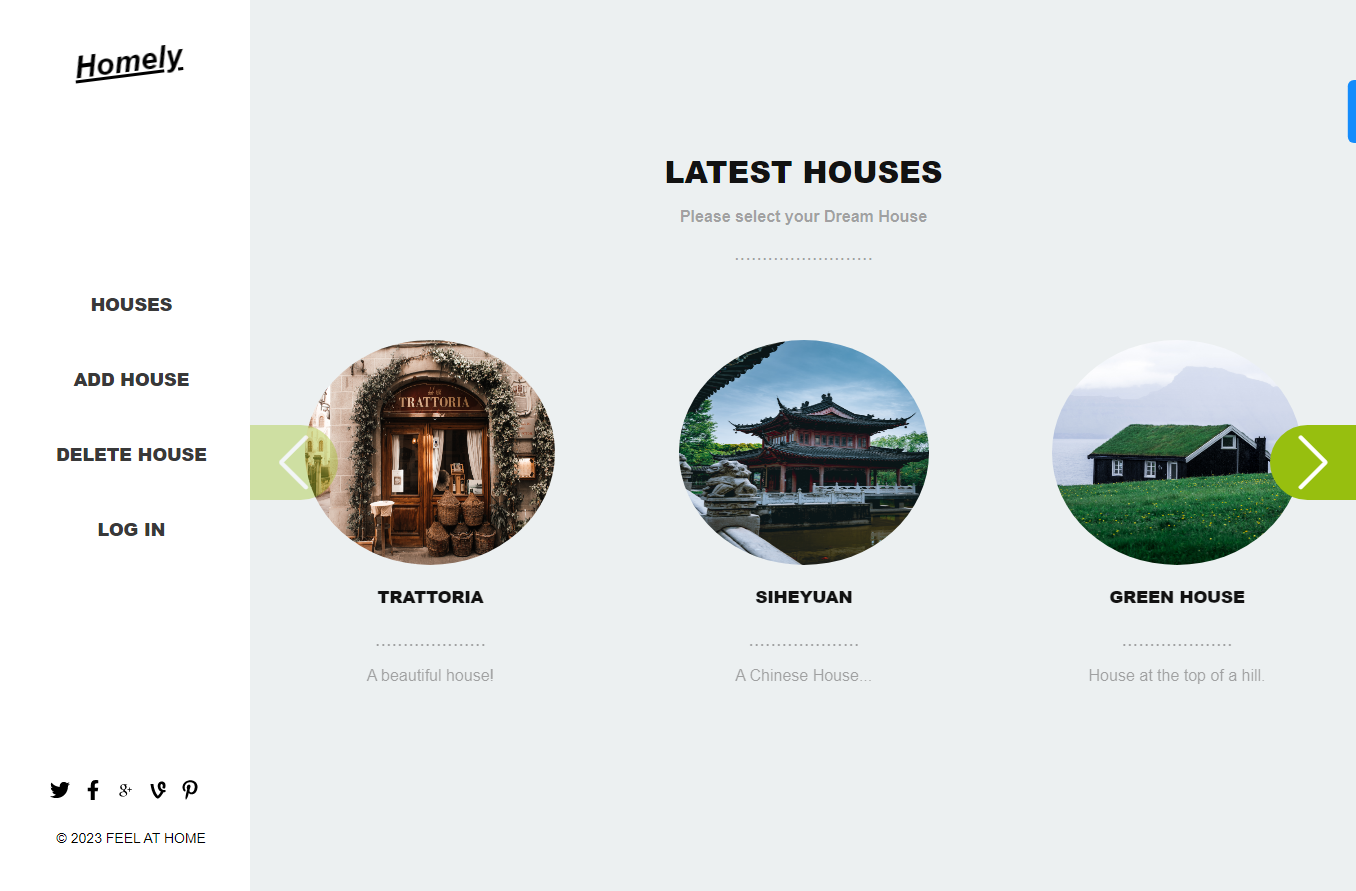 Homely
HOUSES
ADD HOUSE
DELETE HOUSE
LOG IN
© 2023 FEEL AT HOME
LATEST HOUSES
Please select your Dream House
TRATTORIA
TRATTORIA
A beautiful house!
SIHEYUAN
A Chinese House...
GREEN HOUSE
House at the top of a hill.